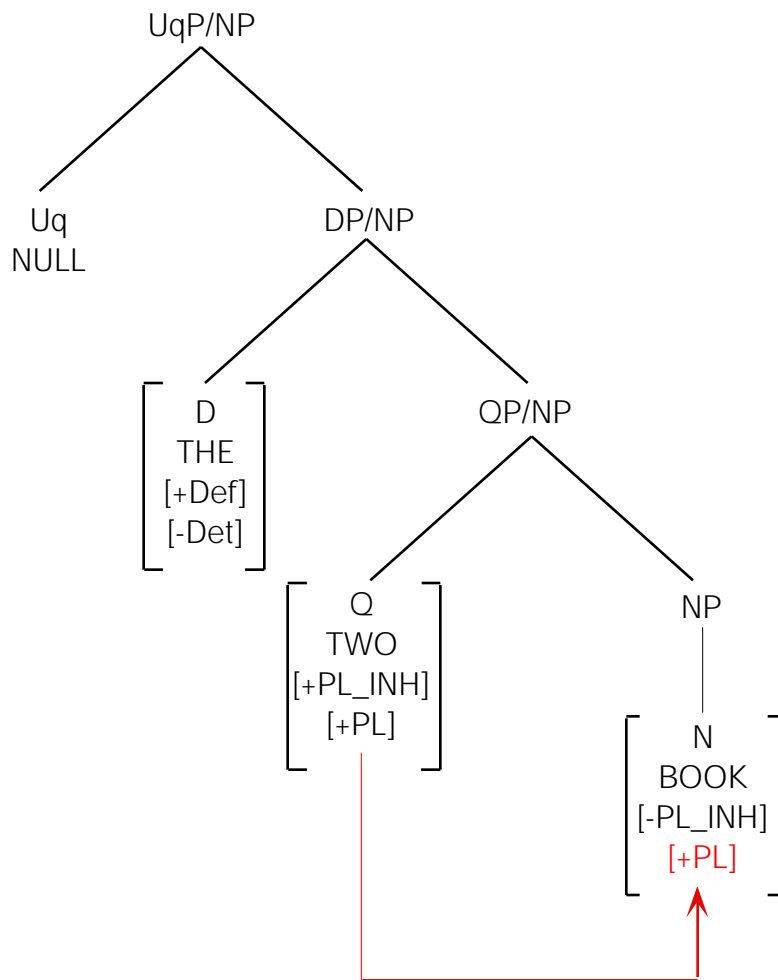 UqP/NP
Uq
NULL
DP/NP
D
THE
[+Def]
[-Det]
QP/NP
Q
TWO
[+PL_INH]
[+PL]
NP
N
BOOK
[-PL_INH]
[+PL]